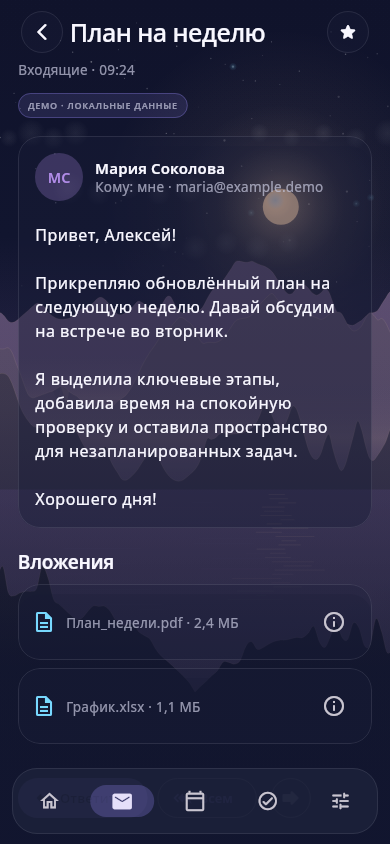 План на неделю
Входящие · 09:24
ДЕМО · ЛОКАЛЬНЫЕ ДАННЫЕ
МС
Мария Соколова
Кому: мне · maria@example.demo
Привет, Алексей!
Прикрепляю обновлённый план на
следующую неделю. Давай обсудим
на встрече во вторник.
Я выделила ключевые этапы,
добавила время на спокойную
проверку и оставила пространство
для незапланированных задач.
Хорошего дня!
Вложения
План_недели.pdf · 2,4 МБ
График.xlsx · 1,1 МБ